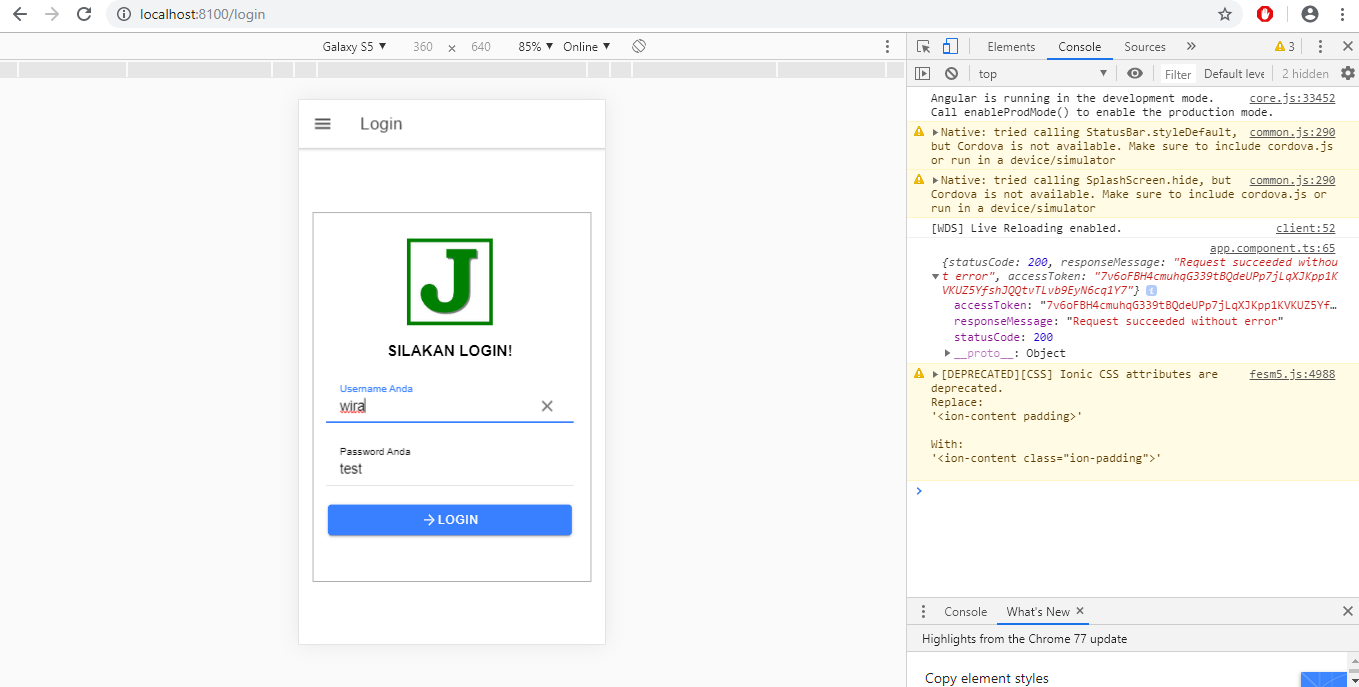 localhost:8100/login
Galaxy S5 ▼ 360 × 640 85% ▼ Online ▼
Elements Console Sources » 3
top ▼ Filter Default leve 2 hidden
Login
J
SILAKAN LOGIN!
Username Anda
wira
Password Anda
test
LOGIN
Angular is running in the development mode. core.js:33452
Call enableProdMode() to enable the production mode.
Native: tried calling StatusBar.styleDefault, common.js:290
but Cordova is not available. Make sure to include cordova.js
or run in a device/simulator
Native: tried calling SplashScreen.hide, but common.js:290
Cordova is not available. Make sure to include cordova.js or
run in a device/simulator
[WDS] Live Reloading enabled. client:52
app.component.ts:65
{statusCode: 200, responseMessage: "Request succeeded withou
t error", accessToken: "7v6oFBH4cmuhqG339tBQdeUPp7jLqXJKpp1K
VKUZ5YfshJQQtvTLvb9EyN6cq1Y7"}
accessToken: "7v6oFBH4cmuhqG339tBQdeUPp7jLqXJKpp1KVKUZ5Yf…
responseMessage: "Request succeeded without error"
statusCode: 200
__proto__: Object
[DEPRECATED][CSS] Ionic CSS attributes are fesm5.js:4988
deprecated.
Replace:
'<ion-content padding>'
With:
'<ion-content class="ion-padding">'
Console What's New ×
Highlights from the Chrome 77 update
Copy element styles